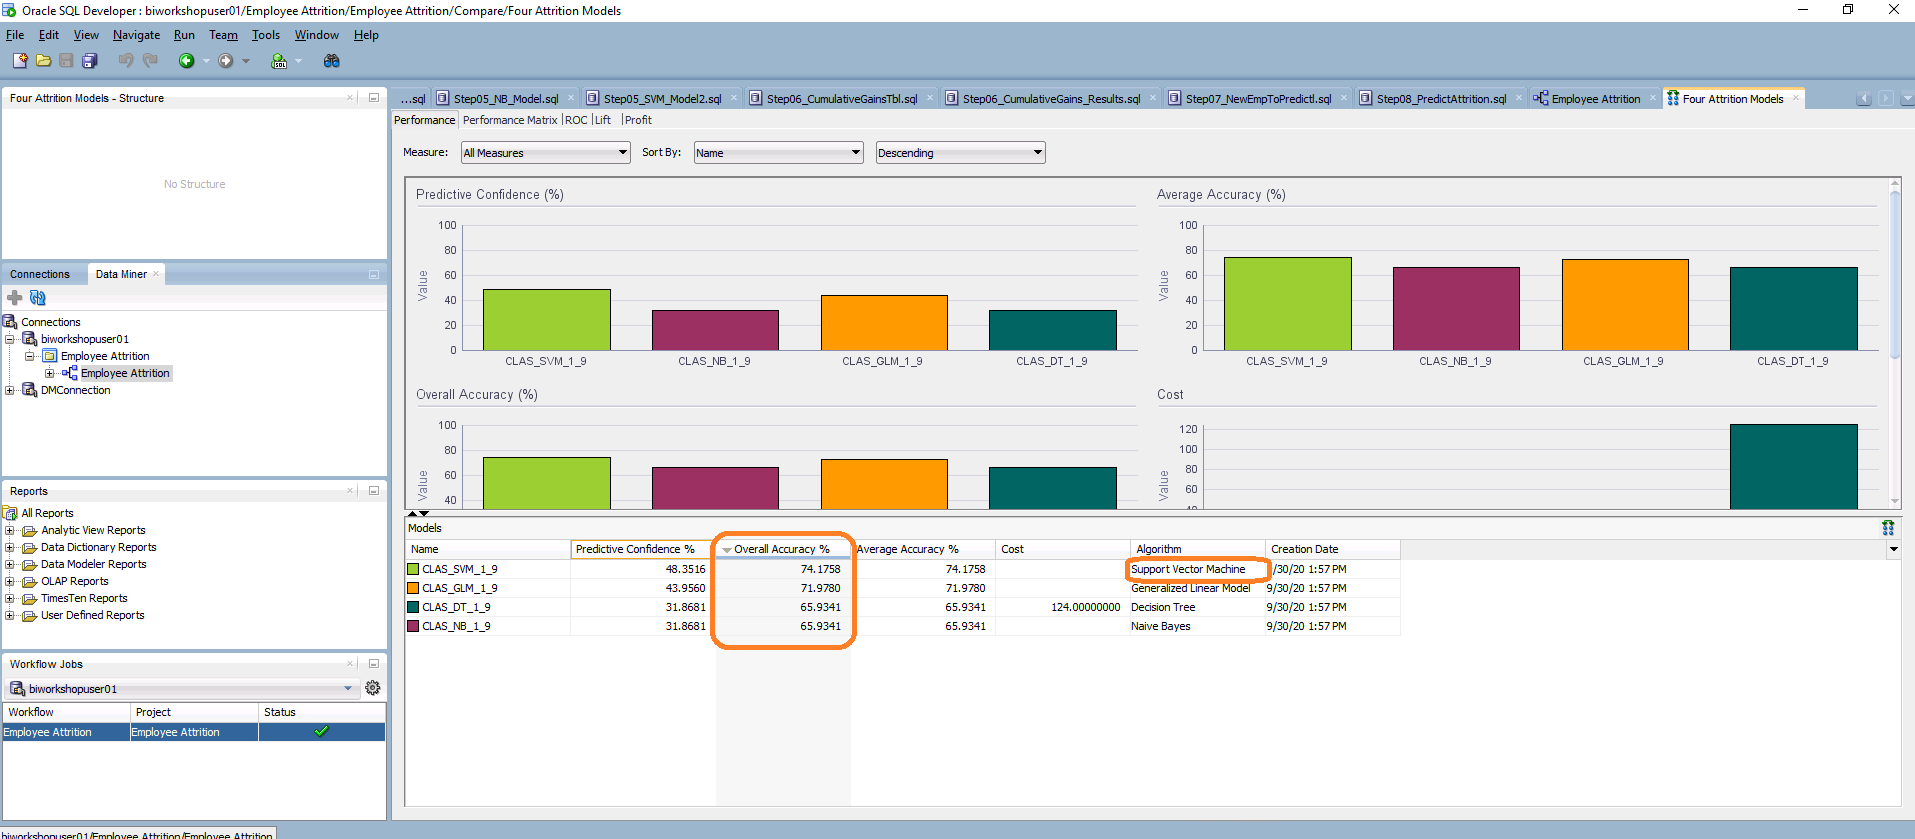 Oracle SQL Developer : biworkshopuser01/Employee Attrition/Employee Attrition/Compare/Four Attrition Models
File Edit View Navigate Run Team Tools Window Help
Four Attrition Models - Structure
No Structure
Connections Data Miner
Connections
biworkshopuser01
Employee Attrition
Employee Attrition
DMConnection
Reports
All Reports
Analytic View Reports
Data Dictionary Reports
Data Modeler Reports
OLAP Reports
TimesTen Reports
User Defined Reports
Workflow Jobs
biworkshopuser01
Workflow Project Status
Employee Attrition Employee Attrition
...sql Step05_NB_Model.sql Step05_SVM_Model2.sql Step06_CumulativeGainsTbl.sql Step06_CumulativeGains_Results.sql Step07_NewEmpToPredictl.sql Step08_PredictAttrition.sql Employee Attrition Four Attrition Models
Performance Performance Matrix ROC Lift Profit
Measure: All Measures Sort By: Name Descending
Predictive Confidence (%)
Value
100
80
60
40
20
0
CLAS_SVM_1_9 CLAS_NB_1_9 CLAS_GLM_1_9 CLAS_DT_1_9
Average Accuracy (%)
Value
100
80
60
40
20
0
CLAS_SVM_1_9 CLAS_NB_1_9 CLAS_GLM_1_9 CLAS_DT_1_9
Overall Accuracy (%)
Value
100
80
60
40
Cost
Value
120
100
80
60
40
Models
Name Predictive Confidence % Overall Accuracy % Average Accuracy % Cost Algorithm Creation Date
CLAS_SVM_1_9 48.3516 74.1758 74.1758 Support Vector Machine /30/20 1:57 PM
CLAS_GLM_1_9 43.9560 71.9780 71.9780 Generalized Linear Model 9/30/20 1:57 PM
CLAS_DT_1_9 31.8681 65.9341 65.9341 124.00000000 Decision Tree 9/30/20 1:57 PM
CLAS_NB_1_9 31.8681 65.9341 65.9341 Naive Bayes 9/30/20 1:57 PM
biworkshopuser01/Employee Attrition/Employee Attrition